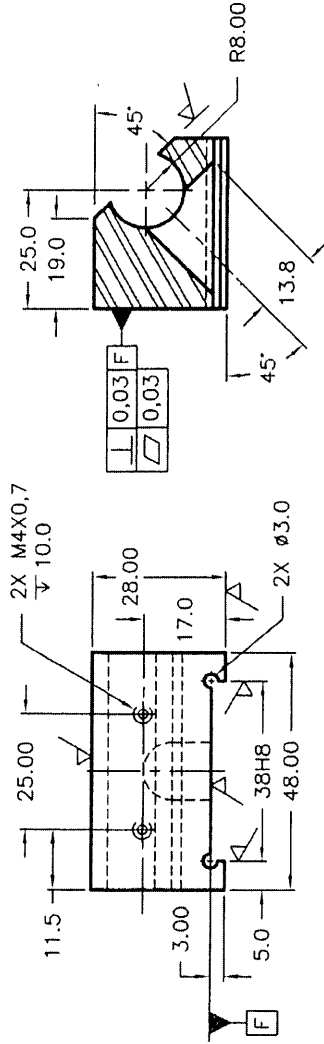 25.0
19.0
45°
R8.00
⊥ 0,03 F
▱ 0,03
13.8
45°
2X M4X0,7
↧ 10.0
25.00
11.5
28.00
17.0
2X ø3.0
3.00
38H8
5.0
48.00
F